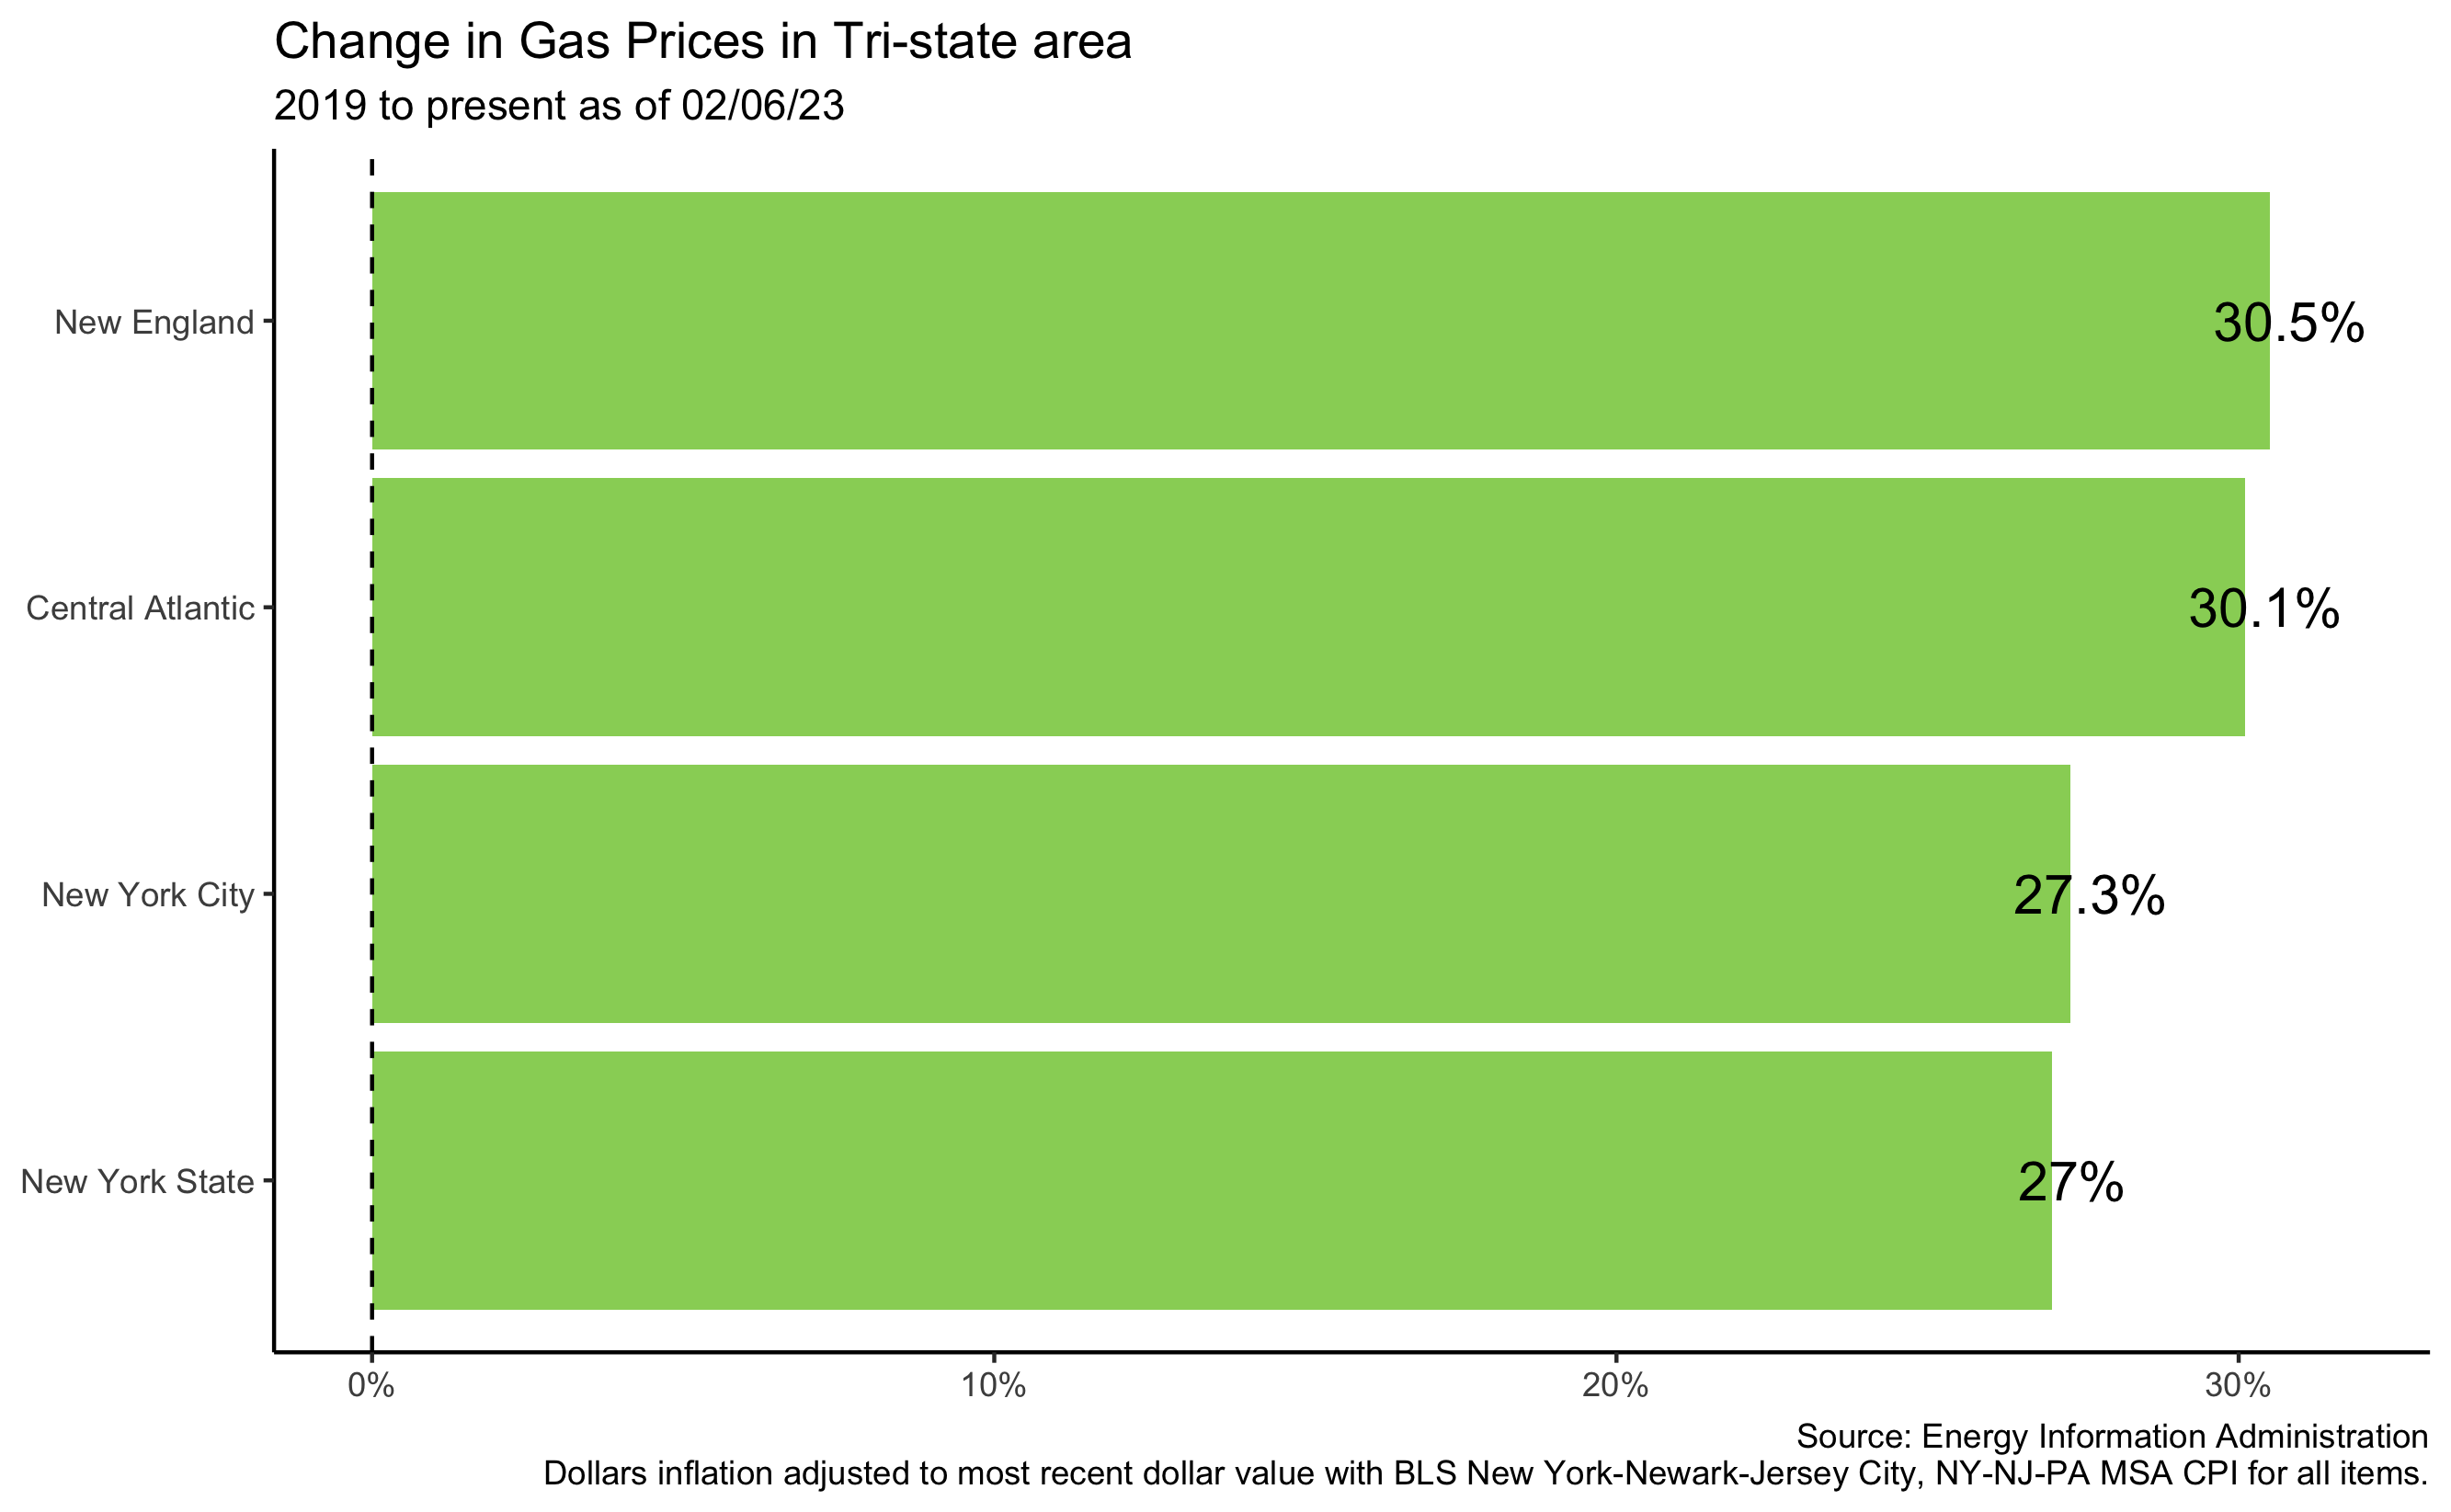 Change in Gas Prices in Tri-state area
2019 to present as of 02/06/23
New England
30.5%
Central Atlantic
30.1%
New York City
27.3%
New York State
27%
0%
10%
20%
30%
Source: Energy Information Administration
Dollars inflation adjusted to most recent dollar value with BLS New York-Newark-Jersey City, NY-NJ-PA MSA CPI for all items.